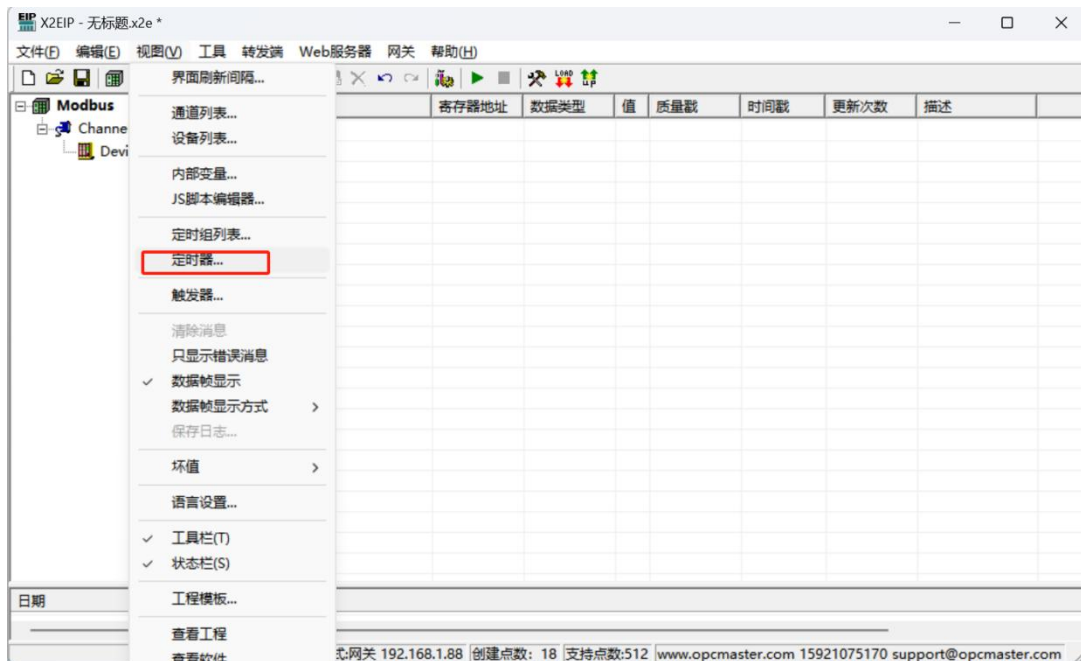 EIP X2EIP - 无标题.x2e *
文件(F) 编辑(E) 视图(V) 工具 转发端 Web服务器 网关 帮助(H)
界面刷新间隔...
LOAD
UP
寄存器地址 数据类型 值 质量戳 时间戳 更新次数 描述
Modbus
Channe
Devi
通道列表...
设备列表...
内部变量...
JS脚本编辑器...
定时组列表...
定时器...
触发器...
清除消息
只显示错误消息
数据帧显示
数据帧显示方式
保存日志...
坏值
语言设置...
工具栏(T)
状态栏(S)
日期
工程模板...
查看工程
查看软件
式:网关 192.168.1.88 创建点数: 18 支持点数:512 www.opcmaster.com 15921075170 support@opcmaster.com